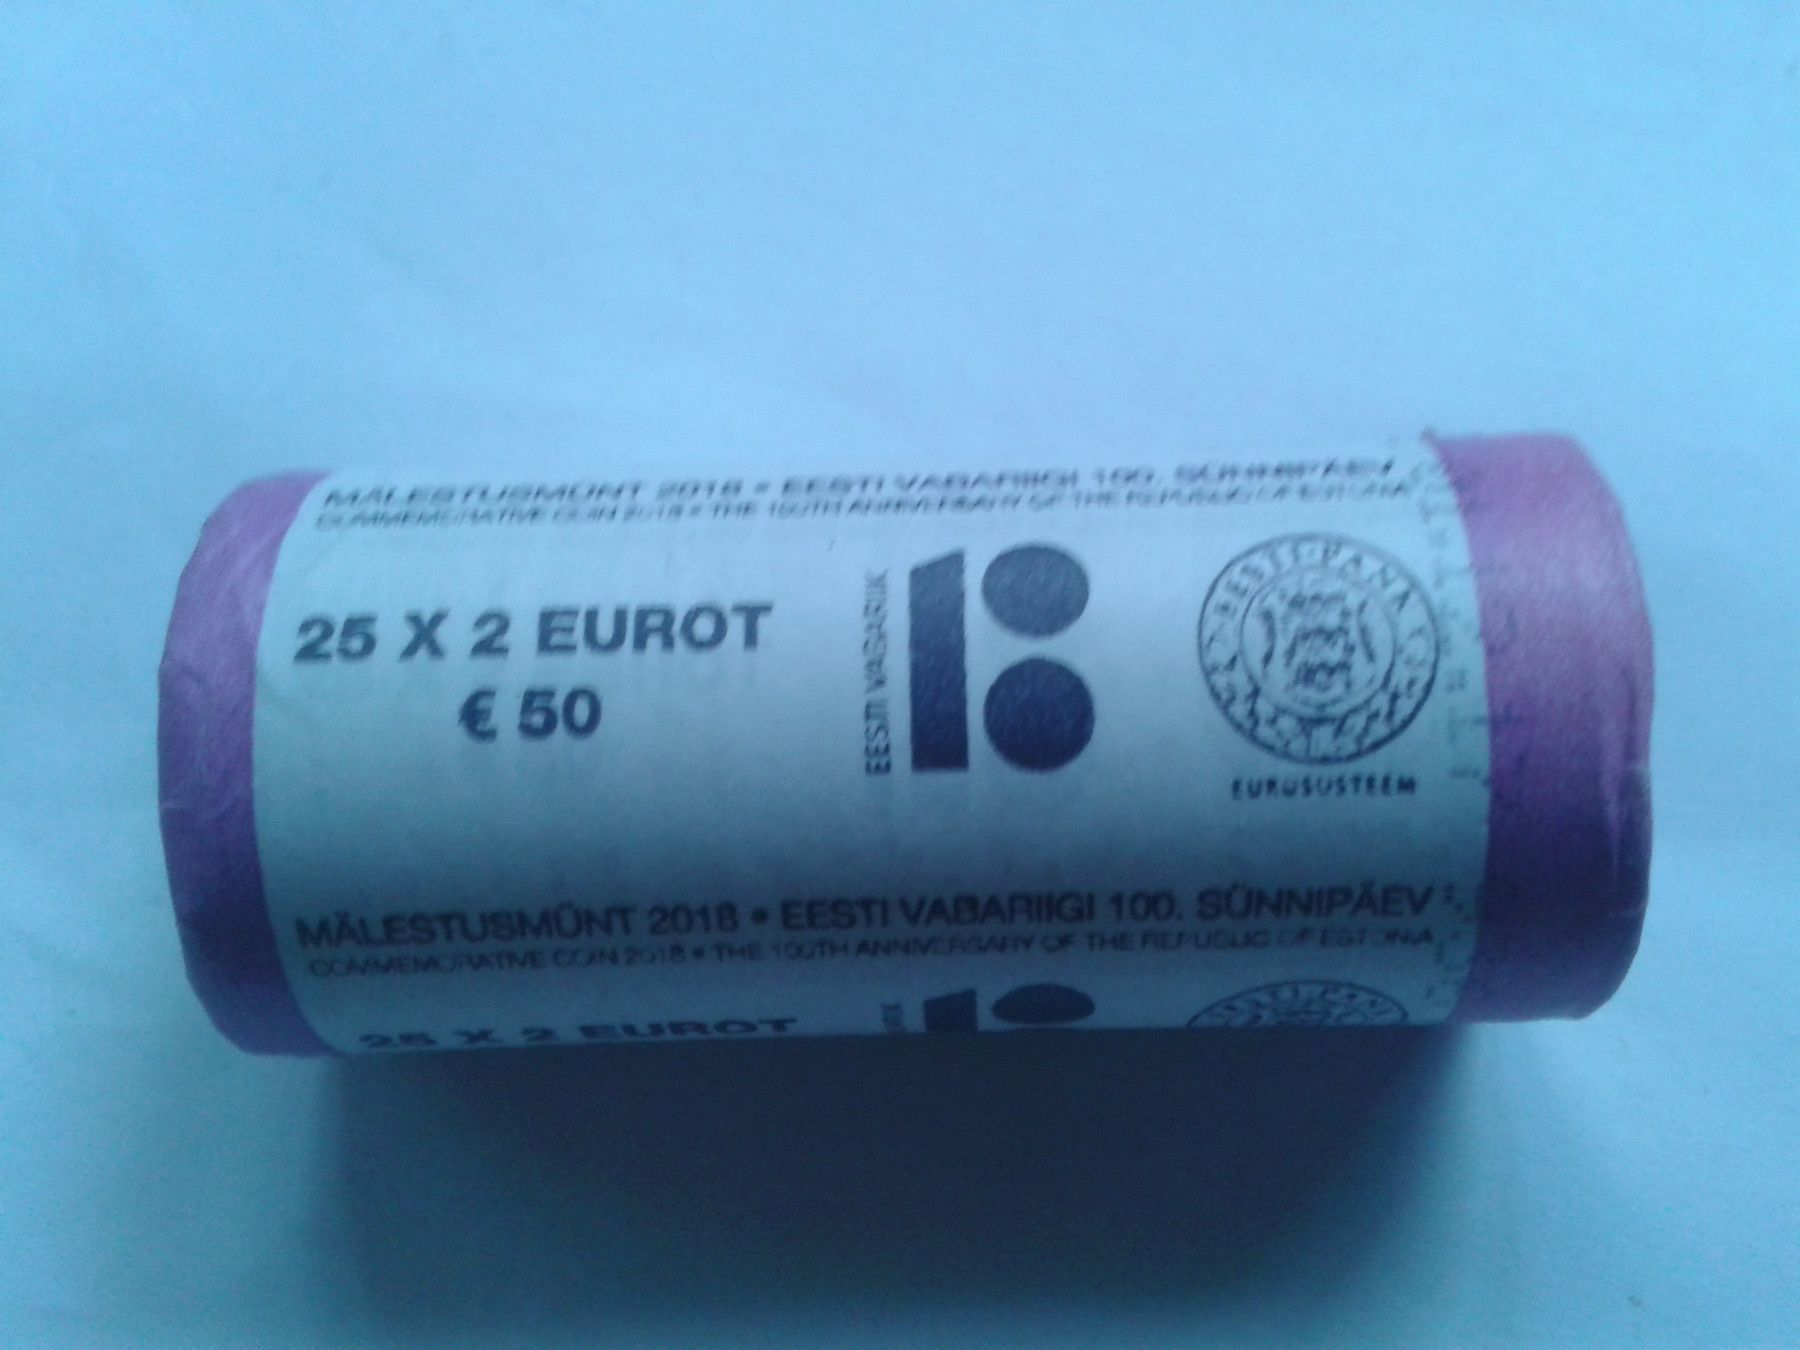 MÄLESTUSMÜNT 2018 • EESTI VABARIIGI 100. SÜNNIPÄEV
COMMEMORATIVE COIN 2018 • THE 100TH ANNIVERSARY OF THE REPUBLIC OF ESTONIA
25 X 2 EUROT
€ 50
EESTI VABARIIK
EESTI PANK
EUROSÜSTEEM
MÄLESTUSMÜNT 2018 • EESTI VABARIIGI 100. SÜNNIPÄEV
COMMEMORATIVE COIN 2018 • THE 100TH ANNIVERSARY OF THE REPUBLIC OF ESTONIA
25 X 2 EUROT